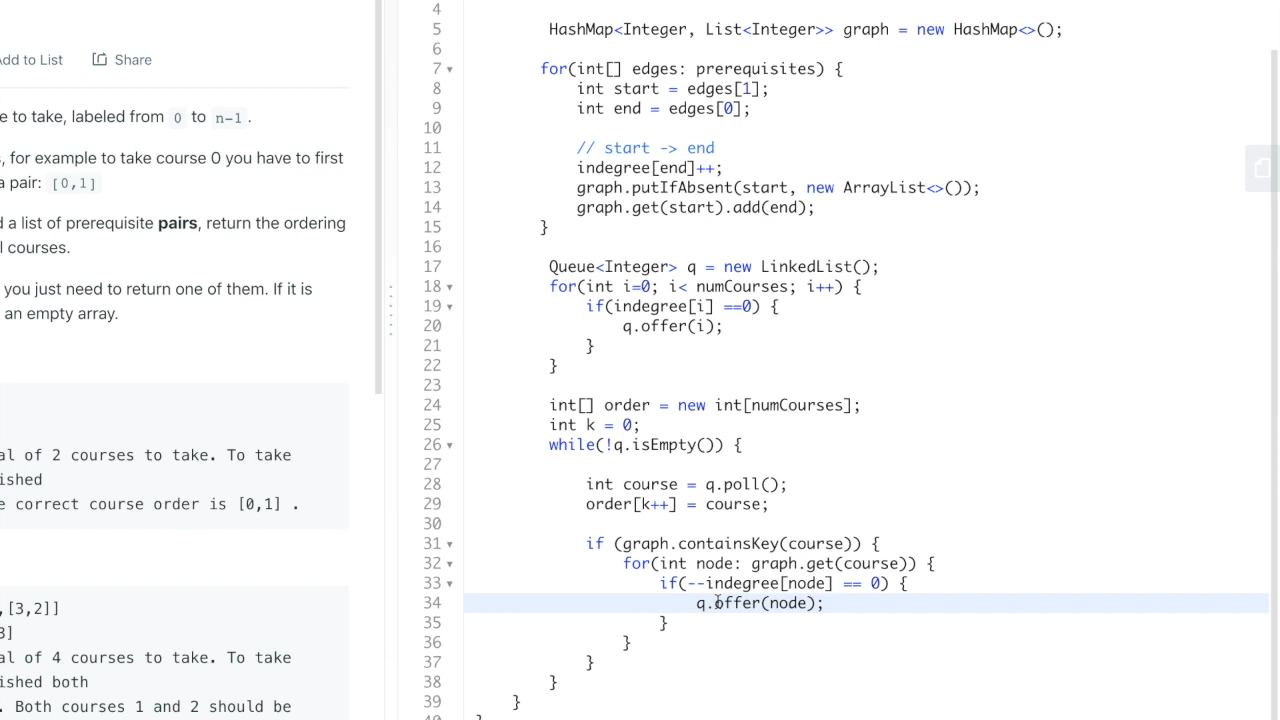 Add to List Share
e to take, labeled from 0 to n-1 .
s, for example to take course 0 you have to first
a pair: [0,1]
d a list of prerequisite pairs, return the ordering
l courses.
you just need to return one of them. If it is
an empty array.
al of 2 courses to take. To take
ished
e correct course order is [0,1] .
,[3,2]]
3]
al of 4 courses to take. To take
ished both
. Both courses 1 and 2 should be
4
5 HashMap<Integer, List<Integer>> graph = new HashMap<>();
6
7 for(int[] edges: prerequisites) {
8 int start = edges[1];
9 int end = edges[0];
10
11 // start -> end
12 indegree[end]++;
13 graph.putIfAbsent(start, new ArrayList<>());
14 graph.get(start).add(end);
15 }
16
17 Queue<Integer> q = new LinkedList();
18 for(int i=0; i< numCourses; i++) {
19 if(indegree[i] ==0) {
20 q.offer(i);
21 }
22 }
23
24 int[] order = new int[numCourses];
25 int k = 0;
26 while(!q.isEmpty()) {
27
28 int course = q.poll();
29 order[k++] = course;
30
31 if (graph.containsKey(course)) {
32 for(int node: graph.get(course)) {
33 if(--indegree[node] == 0) {
34 q.offer(node);
35 }
36 }
37 }
38 }
39 }